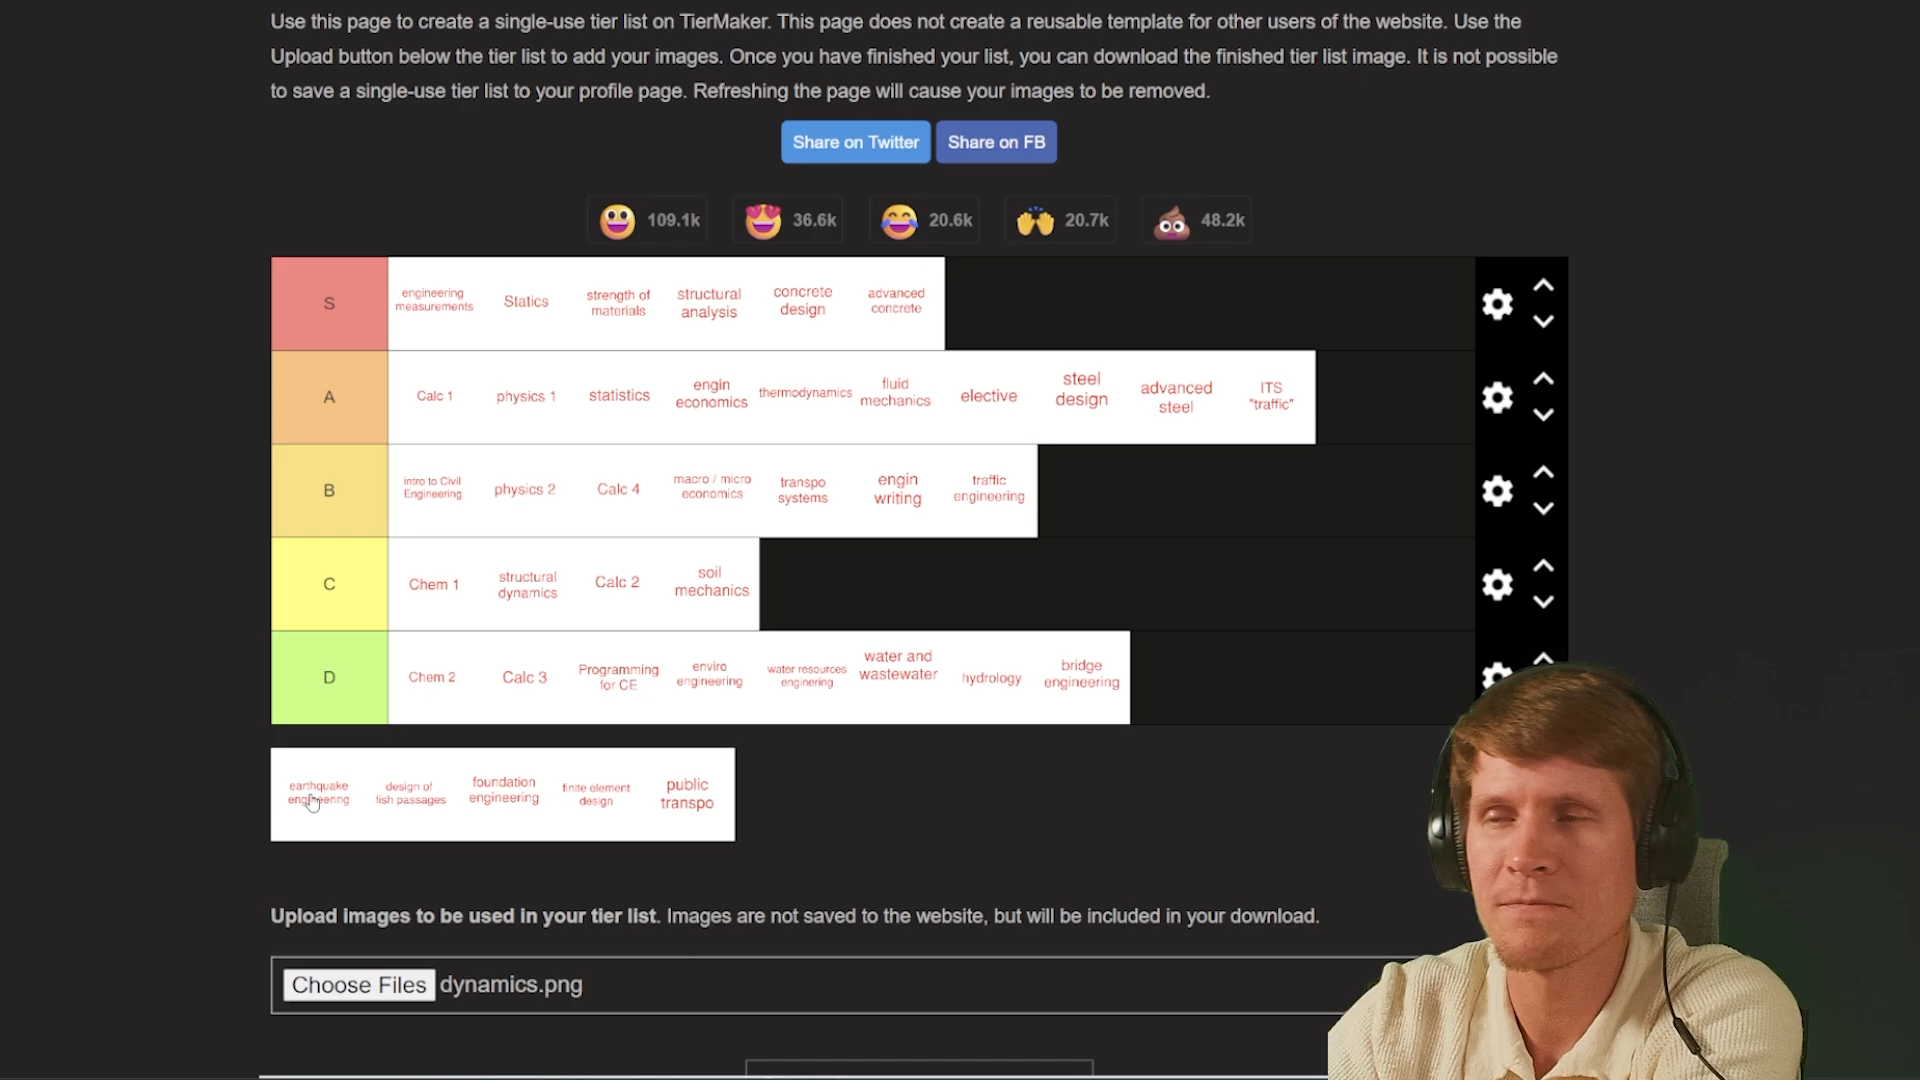 Use this page to create a single-use tier list on TierMaker. This page does not create a reusable template for other users of the website. Use the
Upload button below the tier list to add your images. Once you have finished your list, you can download the finished tier list image. It is not possible
to save a single-use tier list to your profile page. Refreshing the page will cause your images to be removed.
Share on Twitter
Share on FB
109.1k
36.6k
20.6k
20.7k
48.2k
S
engineering
measurements
Statics
strength of
materials
structural
analysis
concrete
design
advanced
concrete
A
Calc 1
physics 1
statistics
engin
economics
thermodynamics
fluid
mechanics
elective
steel
design
advanced
steel
ITS
"traffic"
B
intro to Civil
Engineering
physics 2
Calc 4
macro / micro
economics
transpo
systems
engin
writing
traffic
engineering
C
Chem 1
structural
dynamics
Calc 2
soil
mechanics
D
Chem 2
Calc 3
Programming
for CE
enviro
engineering
water resources
enginering
water and
wastewater
hydrology
bridge
engineering
earthquake
engineering
design of
fish passages
foundation
engineering
finite element
design
public
transpo
Upload images to be used in your tier list. Images are not saved to the website, but will be included in your download.
Choose Files dynamics.png